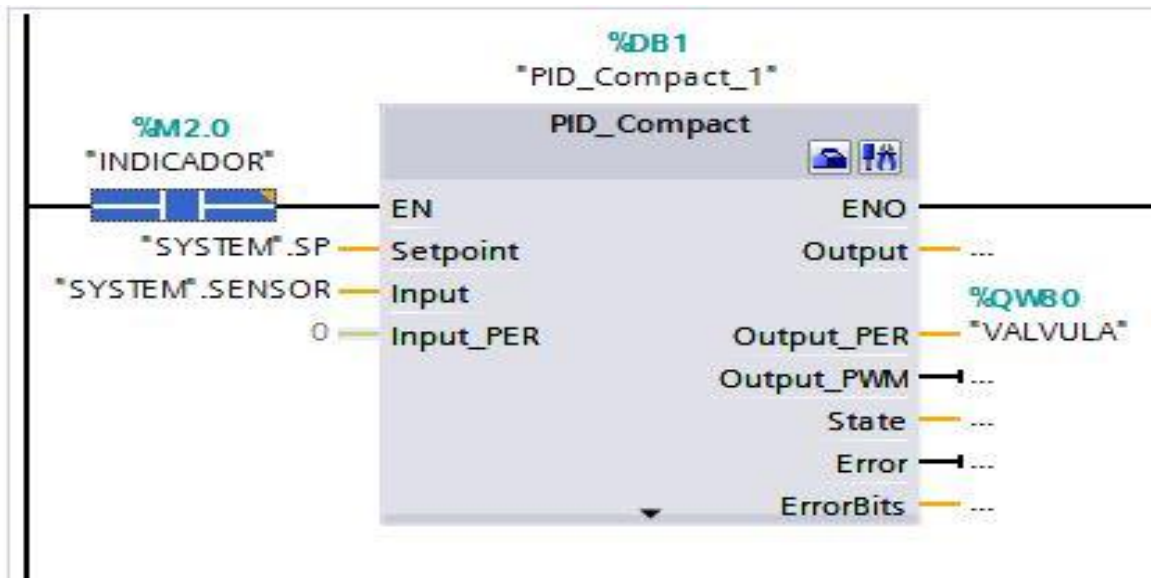 %DB1
"PID_Compact_1"
%M2.0
"INDICADOR"
PID_Compact
EN
ENO
"SYSTEM".SP
Setpoint
Output
...
"SYSTEM".SENSOR
Input
%QW80
0
Input_PER
Output_PER
"VALVULA"
Output_PWM
...
State
...
Error
...
ErrorBits
...